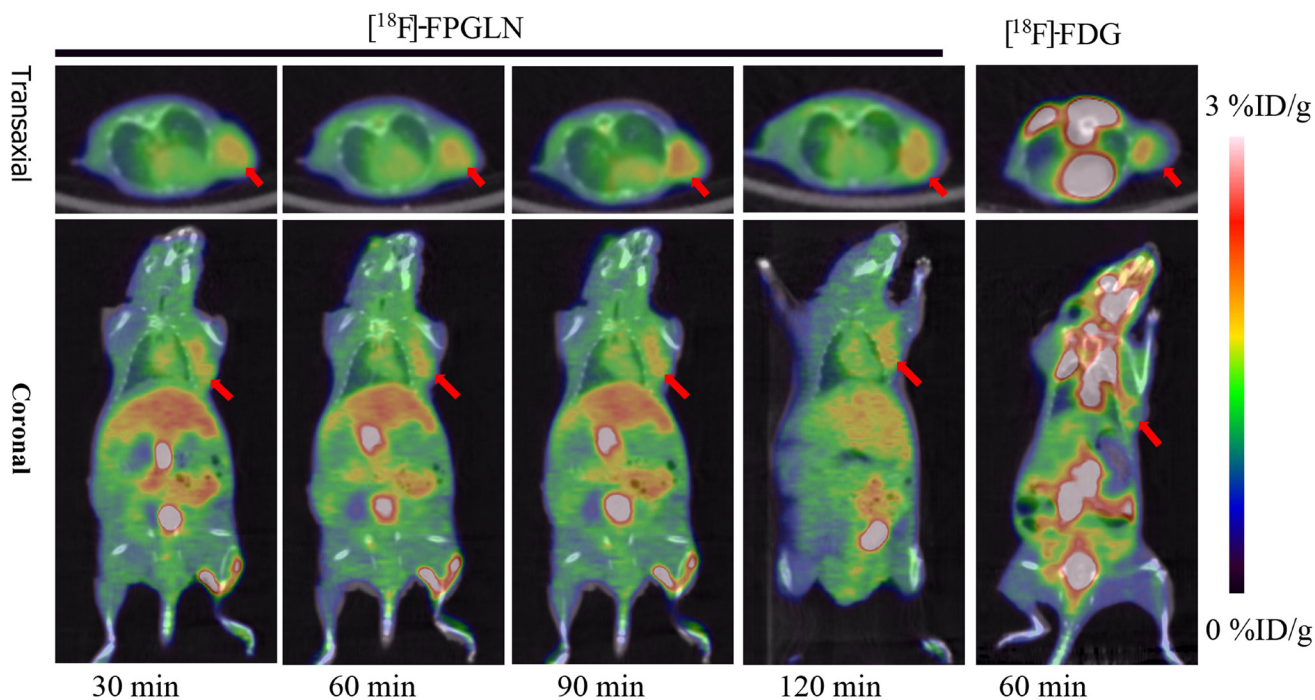 [¹⁸F]-FPGLN
[¹⁸F]-FDG
Transaxial
3 %ID/g
Coronal
0 %ID/g
30 min
60 min
90 min
120 min
60 min